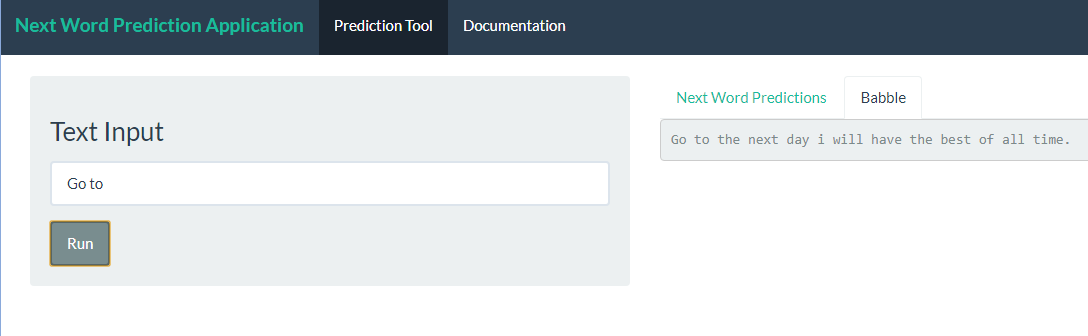 Next Word Prediction Application Prediction Tool Documentation
Next Word Predictions Babble
Text Input
Go to the next day i will have the best of all time.
Go to
Run